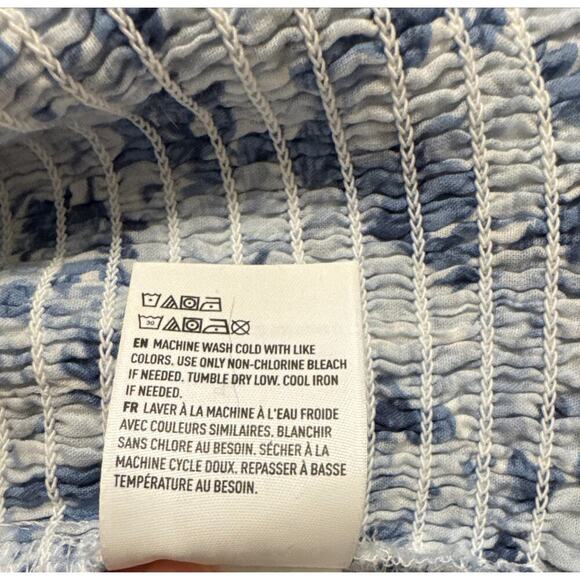 30
EN MACHINE WASH COLD WITH LIKE
COLORS. USE ONLY NON-CHLORINE BLEACH
IF NEEDED. TUMBLE DRY LOW. COOL IRON
IF NEEDED.
FR LAVER À LA MACHINE À L'EAU FROIDE
AVEC COULEURS SIMILAIRES. BLANCHIR
SANS CHLORE AU BESOIN. SÉCHER À LA
MACHINE CYCLE DOUX. REPASSER À BASSE
TEMPÉRATURE AU BESOIN.